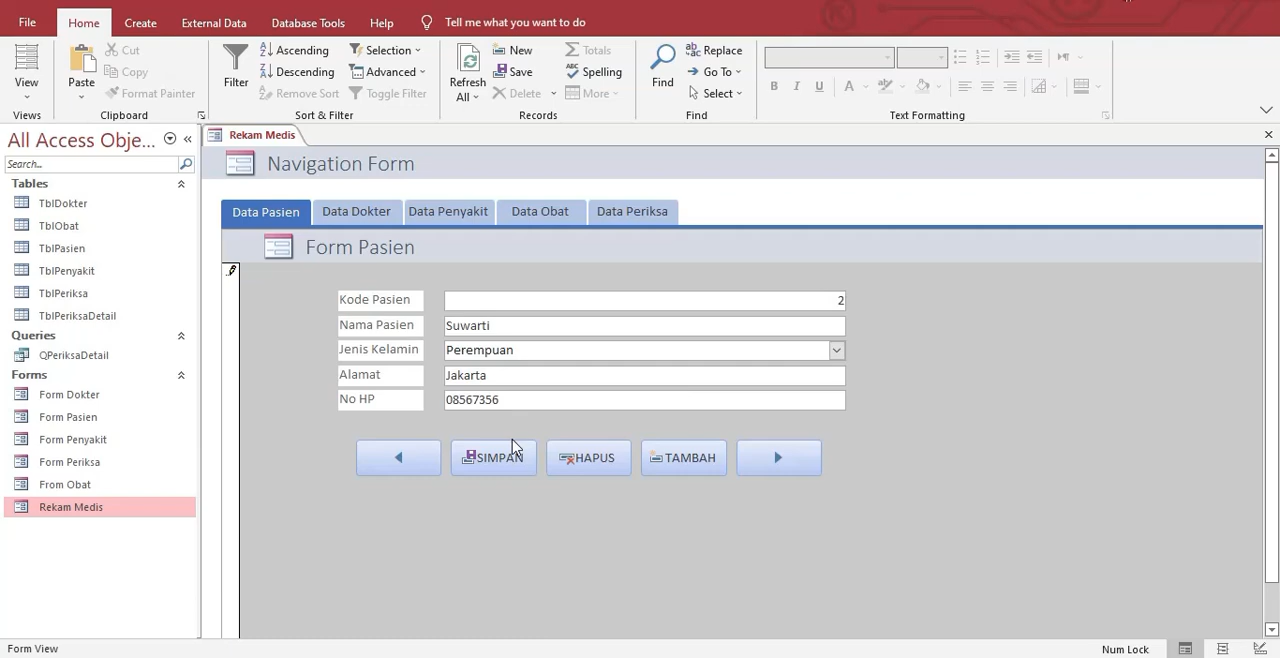 File Home Create External Data Database Tools Help Tell me what you want to do
View
Views
Paste
Cut
Copy
Format Painter
Clipboard
Filter
Ascending
Descending
Remove Sort
Selection
Advanced
Toggle Filter
Sort & Filter
Refresh
All
New
Save
Delete
Totals
Spelling
More
Records
Find
Replace
Go To
Select
Find
B I U A
Text Formatting
All Access Obje...
Search...
Tables
TblDokter
TblObat
TblPasien
TblPenyakit
TblPeriksa
TblPeriksaDetail
Queries
QPeriksaDetail
Forms
Form Dokter
Form Pasien
Form Penyakit
Form Periksa
From Obat
Rekam Medis
Rekam Medis
Navigation Form
Data Pasien Data Dokter Data Penyakit Data Obat Data Periksa
Form Pasien
Kode Pasien 2
Nama Pasien Suwarti
Jenis Kelamin Perempuan
Alamat Jakarta
No HP 08567356
SIMPAN HAPUS TAMBAH
Form View Num Lock